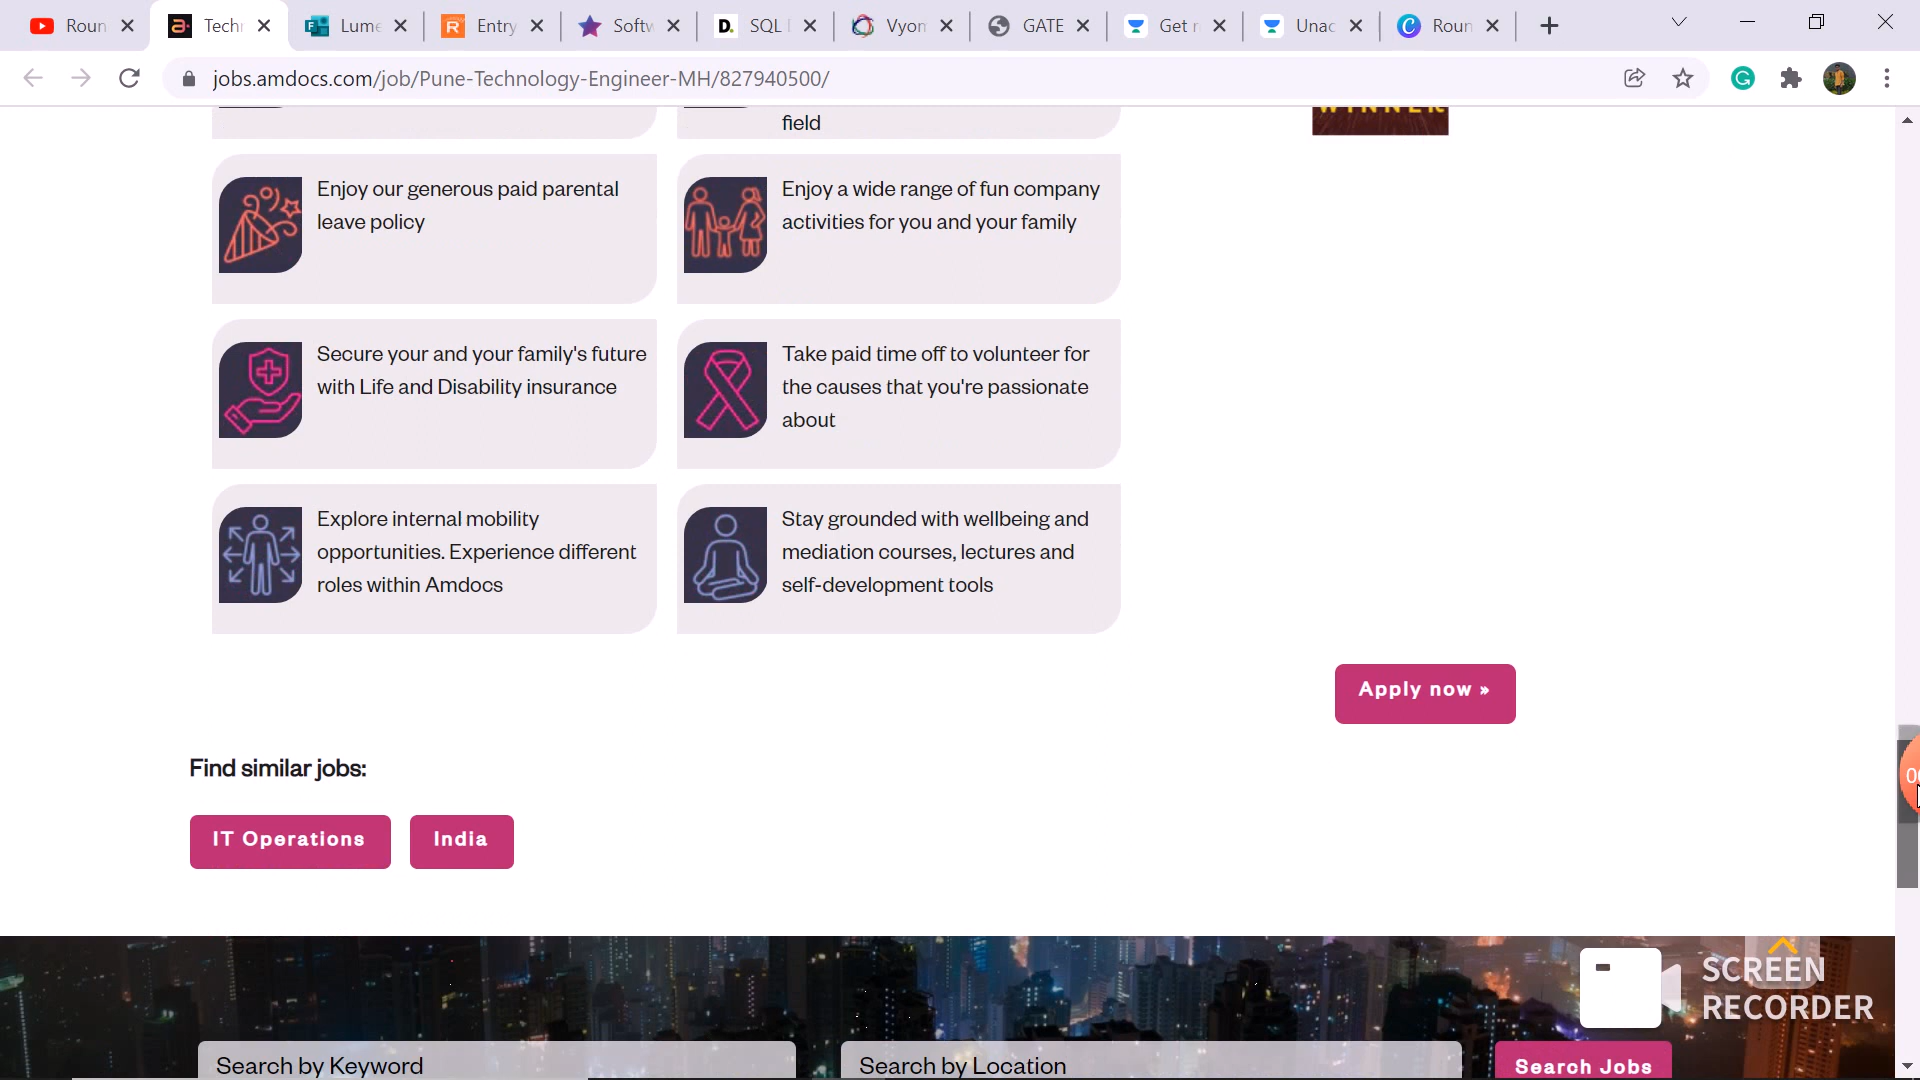 Roun
Techr
Lume
Entry
Softw
SQL
Vyon
GATE
Get r
Unac
Roun
jobs.amdocs.com/job/Pune-Technology-Engineer-MH/827940500/
field
WINNER
Enjoy our generous paid parental
leave policy
Enjoy a wide range of fun company
activities for you and your family
Secure your and your family's future
with Life and Disability insurance
Take paid time off to volunteer for
the causes that you're passionate
about
Explore internal mobility
opportunities. Experience different
roles within Amdocs
Stay grounded with wellbeing and
mediation courses, lectures and
self-development tools
Apply now »
Find similar jobs:
IT Operations
India
SCREEN
RECORDER
Search by Keyword
Search by Location
Search Jobs